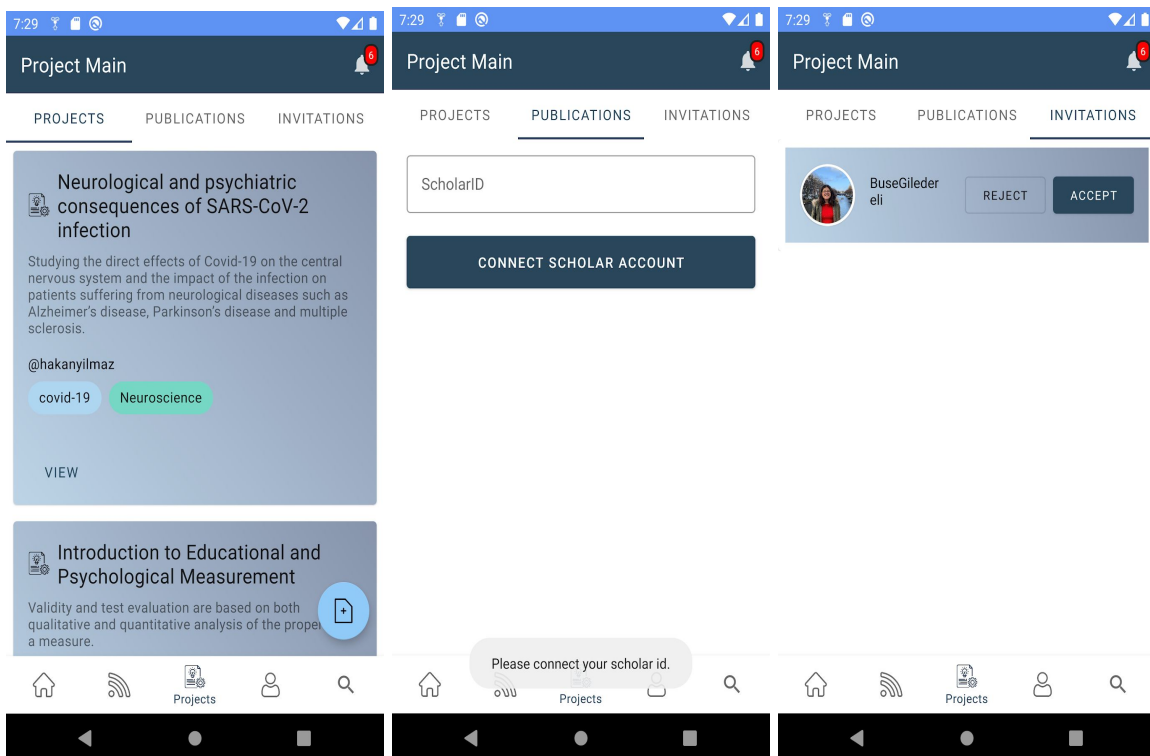 7:29
Project Main
6
PROJECTS PUBLICATIONS INVITATIONS
Neurological and psychiatric
consequences of SARS-CoV-2
infection
Studying the direct effects of Covid-19 on the central
nervous system and the impact of the infection on
patients suffering from neurological diseases such as
Alzheimer's disease, Parkinson's disease and multiple
sclerosis.
@hakanyilmaz
covid-19 Neuroscience
VIEW
Introduction to Educational and
Psychological Measurement
Validity and test evaluation are based on both
qualitative and quantitative analysis of the
a measure.
Projects
7:29
Project Main
6
PROJECTS PUBLICATIONS INVITATIONS
ScholarID
CONNECT SCHOLAR ACCOUNT
Please connect your scholar id.
Projects
7:29
Project Main
6
PROJECTS PUBLICATIONS INVITATIONS
BuseGileder
eli
REJECT ACCEPT
Projects